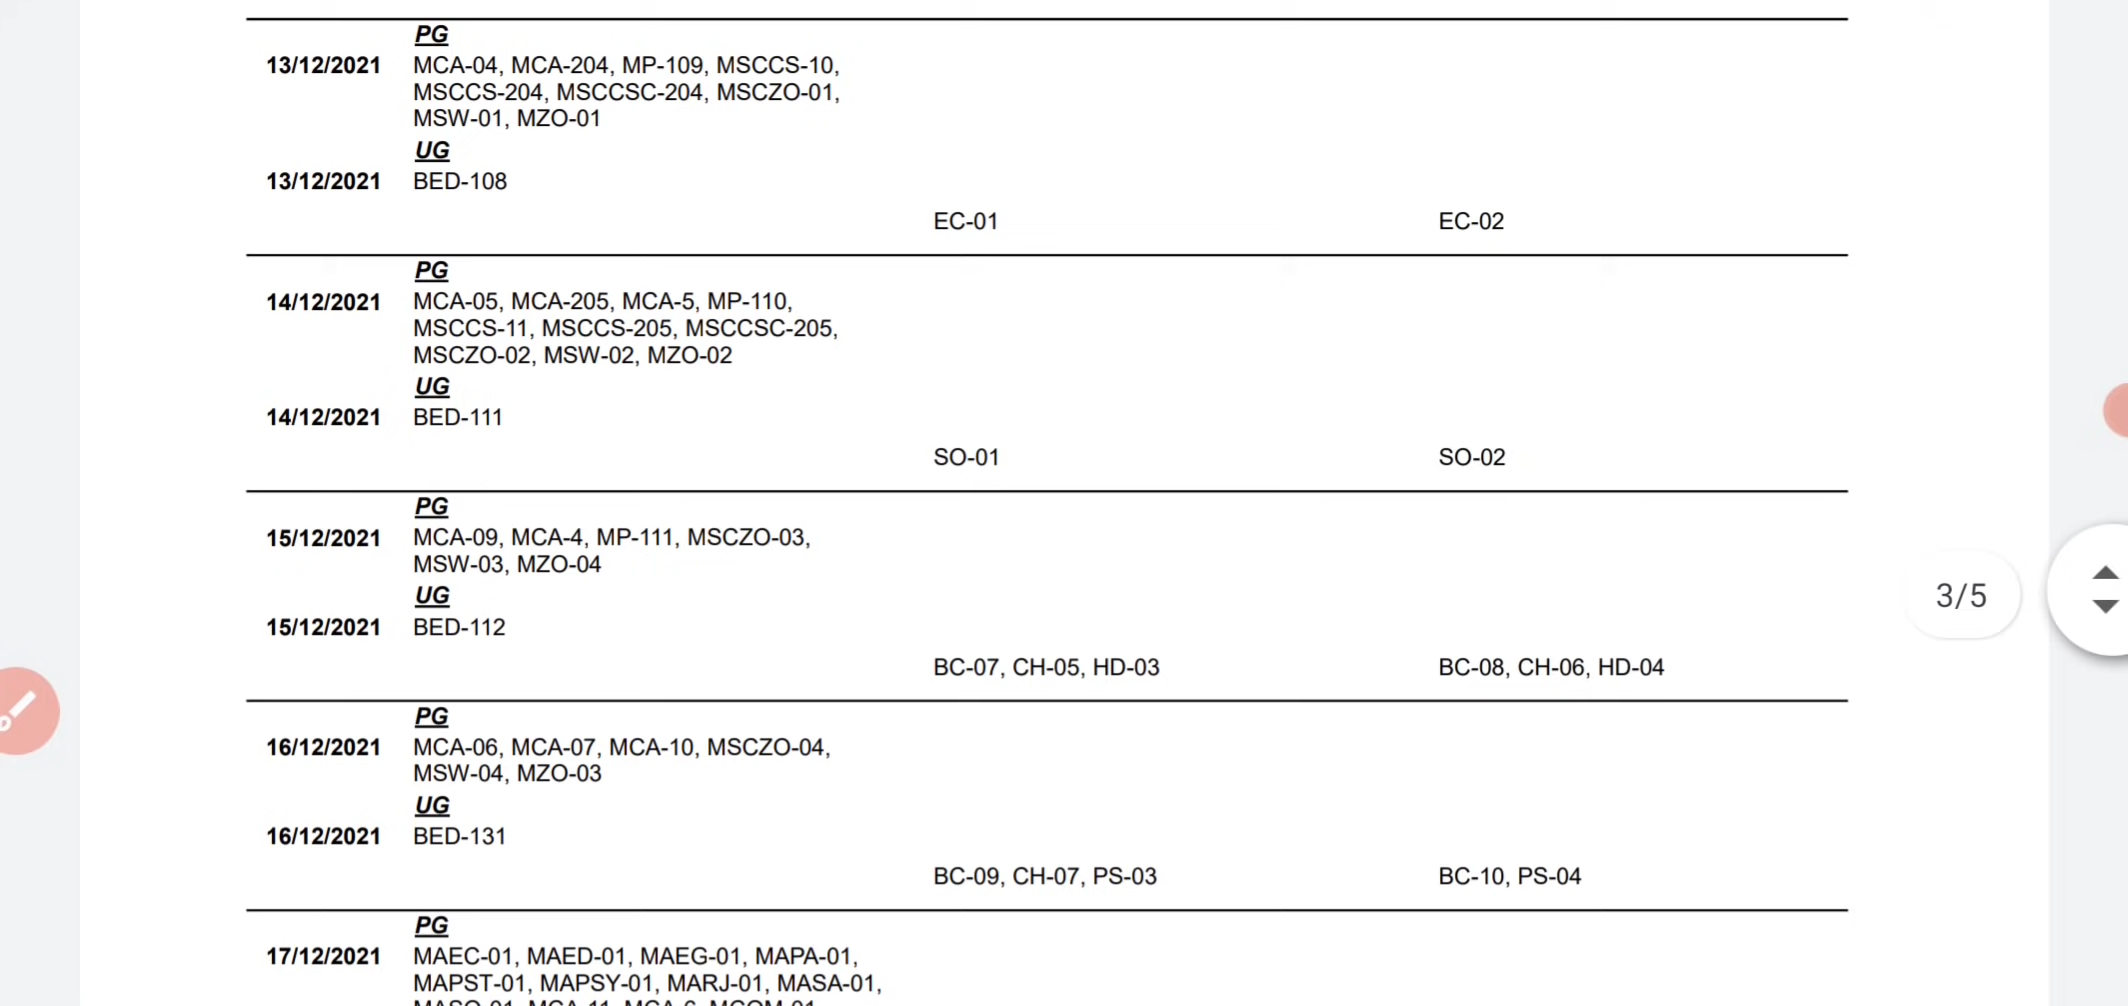 PG
13/12/2021 MCA-04, MCA-204, MP-109, MSCCS-10,
MSCCS-204, MSCCSC-204, MSCZO-01,
MSW-01, MZO-01
UG
13/12/2021 BED-108
EC-01 EC-02
PG
14/12/2021 MCA-05, MCA-205, MCA-5, MP-110,
MSCCS-11, MSCCS-205, MSCCSC-205,
MSCZO-02, MSW-02, MZO-02
UG
14/12/2021 BED-111
SO-01 SO-02
PG
15/12/2021 MCA-09, MCA-4, MP-111, MSCZO-03,
MSW-03, MZO-04
UG
15/12/2021 BED-112
3/5
BC-07, CH-05, HD-03 BC-08, CH-06, HD-04
PG
16/12/2021 MCA-06, MCA-07, MCA-10, MSCZO-04,
MSW-04, MZO-03
UG
16/12/2021 BED-131
BC-09, CH-07, PS-03 BC-10, PS-04
PG
17/12/2021 MAEC-01, MAED-01, MAEG-01, MAPA-01,
MAPST-01, MAPSY-01, MARJ-01, MASA-01,